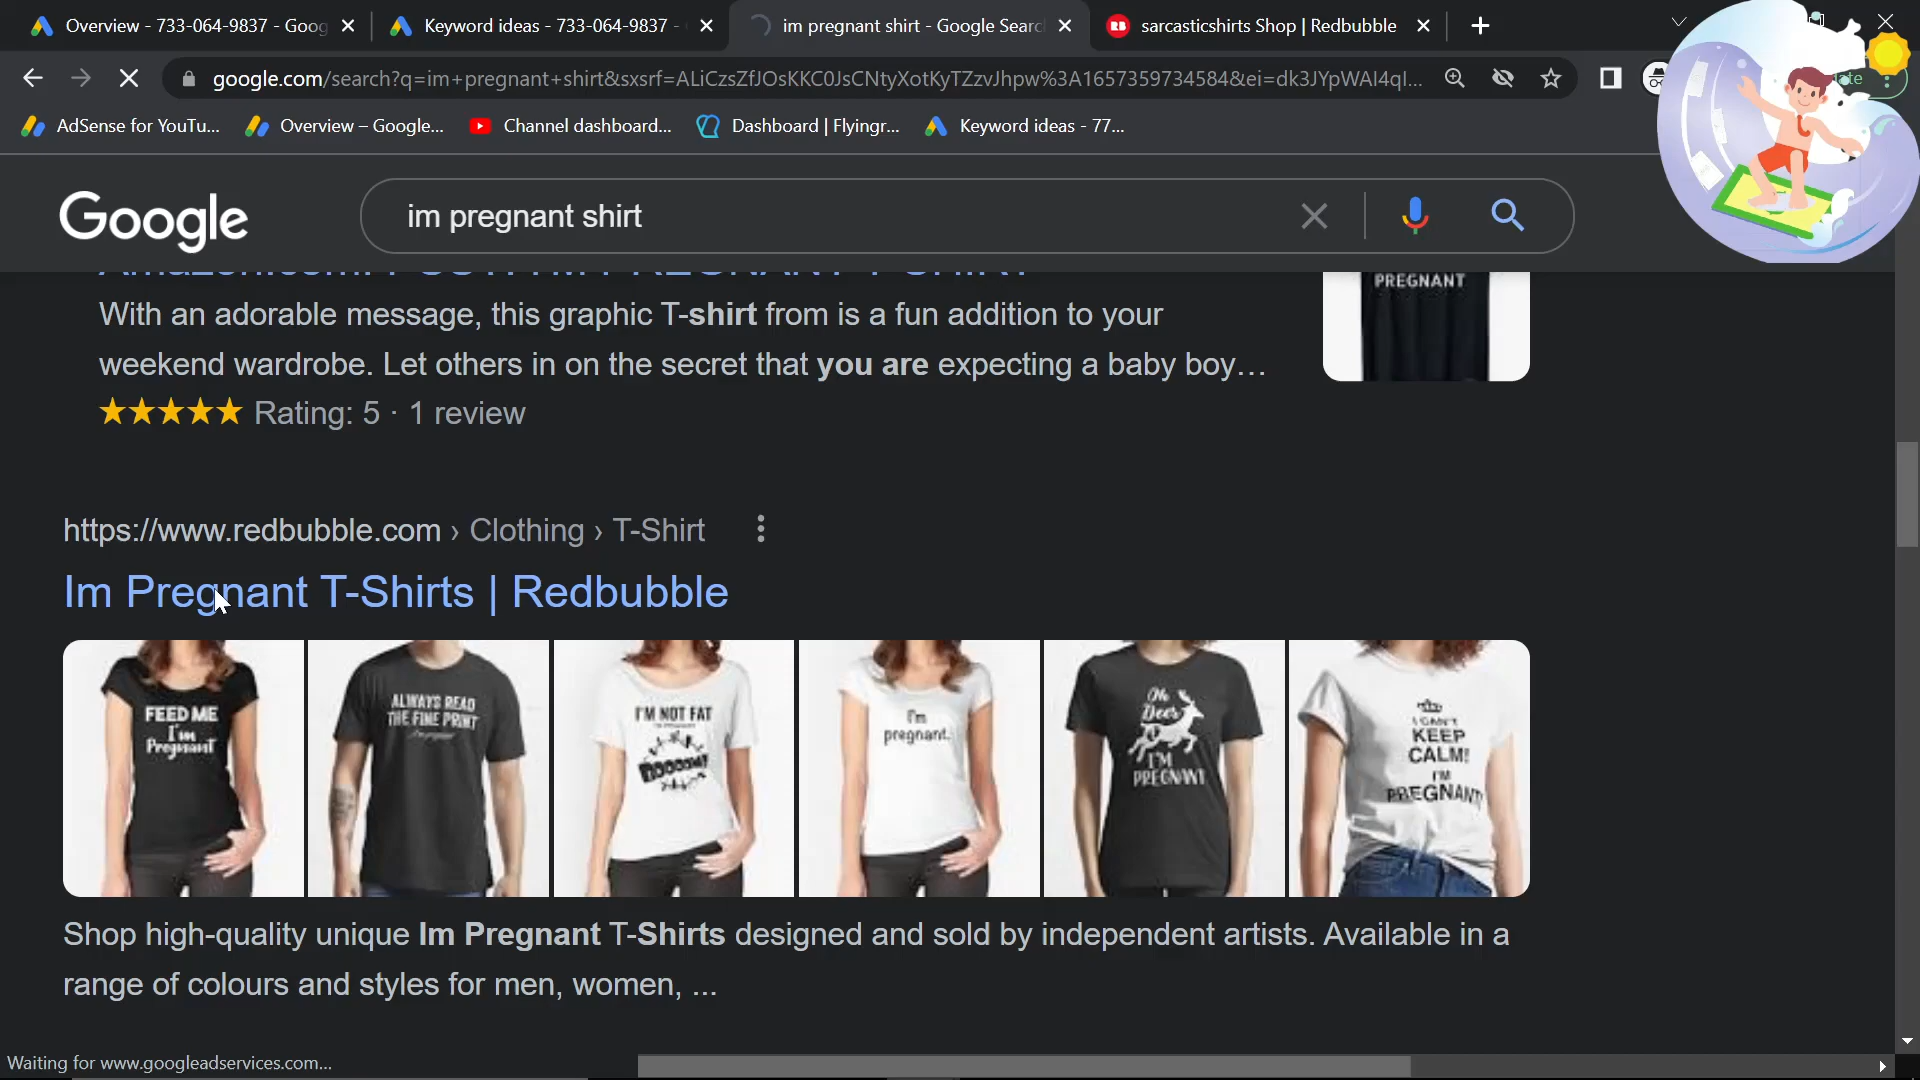 Overview - 733-064-9837 - Goog
Keyword ideas - 733-064-9837 -
im pregnant shirt - Google Searc
sarcasticshirts Shop | Redbubble
google.com/search?q=im+pregnant+shirt&sxsrf=ALiCzsZfJOsKKC0JsCNtyXotKyTZzvJhpw%3A1657359734584&ei=dk3JYpWAI4ql...
AdSense for YouTu...
Overview – Google...
Channel dashboard...
Dashboard | Flyingr...
Keyword ideas - 77...
Google
im pregnant shirt
PREGNANT
With an adorable message, this graphic T-shirt from is a fun addition to your
weekend wardrobe. Let others in on the secret that you are expecting a baby boy...
Rating: 5 · 1 review
https://www.redbubble.com › Clothing › T-Shirt
Im Pregnant T-Shirts | Redbubble
FEED ME
I'm
Pregnant
ALWAYS READ
THE FINE PRINT
I'M NOT FAT
I'm
pregnant.
Oh
Deer
I'M
PREGNANT
I CAN'T
KEEP
CALM!
I'M
PREGNANT
Shop high-quality unique Im Pregnant T-Shirts designed and sold by independent artists. Available in a
range of colours and styles for men, women, ...
Waiting for www.googleadservices.com...